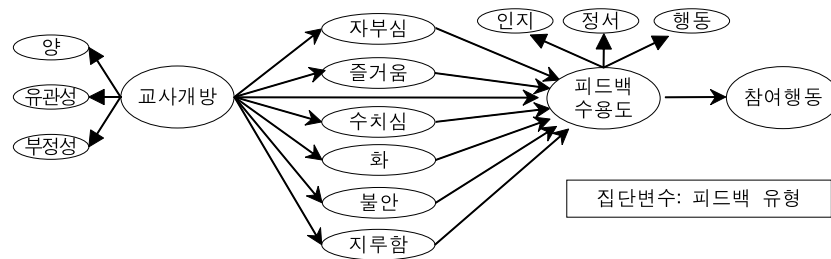 인지
정서
행동
자부심
양
즐거움
유관성
교사개방
피드백
수용도
참여행동
수치심
부정성
화
불안
집단변수: 피드백 유형
지루함